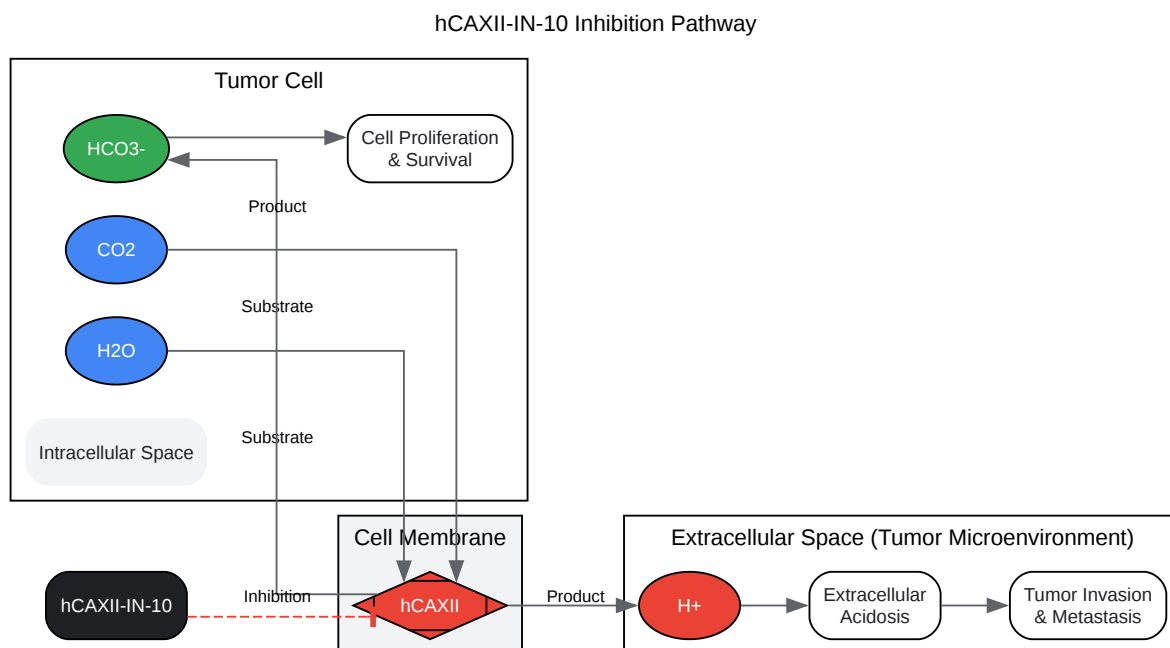 hCAXII-IN-10 Inhibition Pathway
Tumor Cell
HCO3-
Cell Proliferation
& Survival
Product
CO2
Substrate
H2O
Substrate
Intracellular Space
Cell Membrane
Extracellular Space (Tumor Microenvironment)
hCAXII-IN-10
Inhibition
hCAXII
Product
H+
Extracellular
Acidosis
Tumor Invasion
& Metastasis